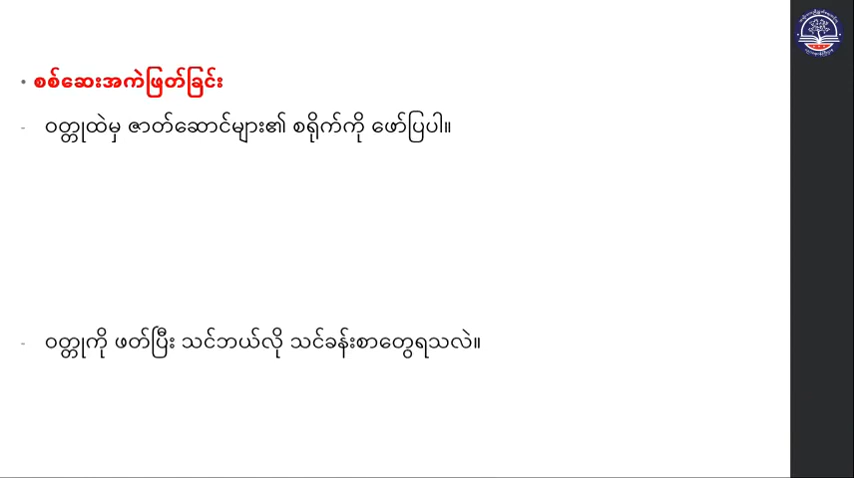 • စစ်ဆေးအကဲဖြတ်ခြင်း
- ဝတ္ထုထဲမှ ဇာတ်ဆောင်များ၏ စရိုက်ကို ဖော်ပြပါ။
- ဝတ္ထုကို ဖတ်ပြီး သင်ဘယ်လို သင်ခန်းစာတွေရသလဲ။